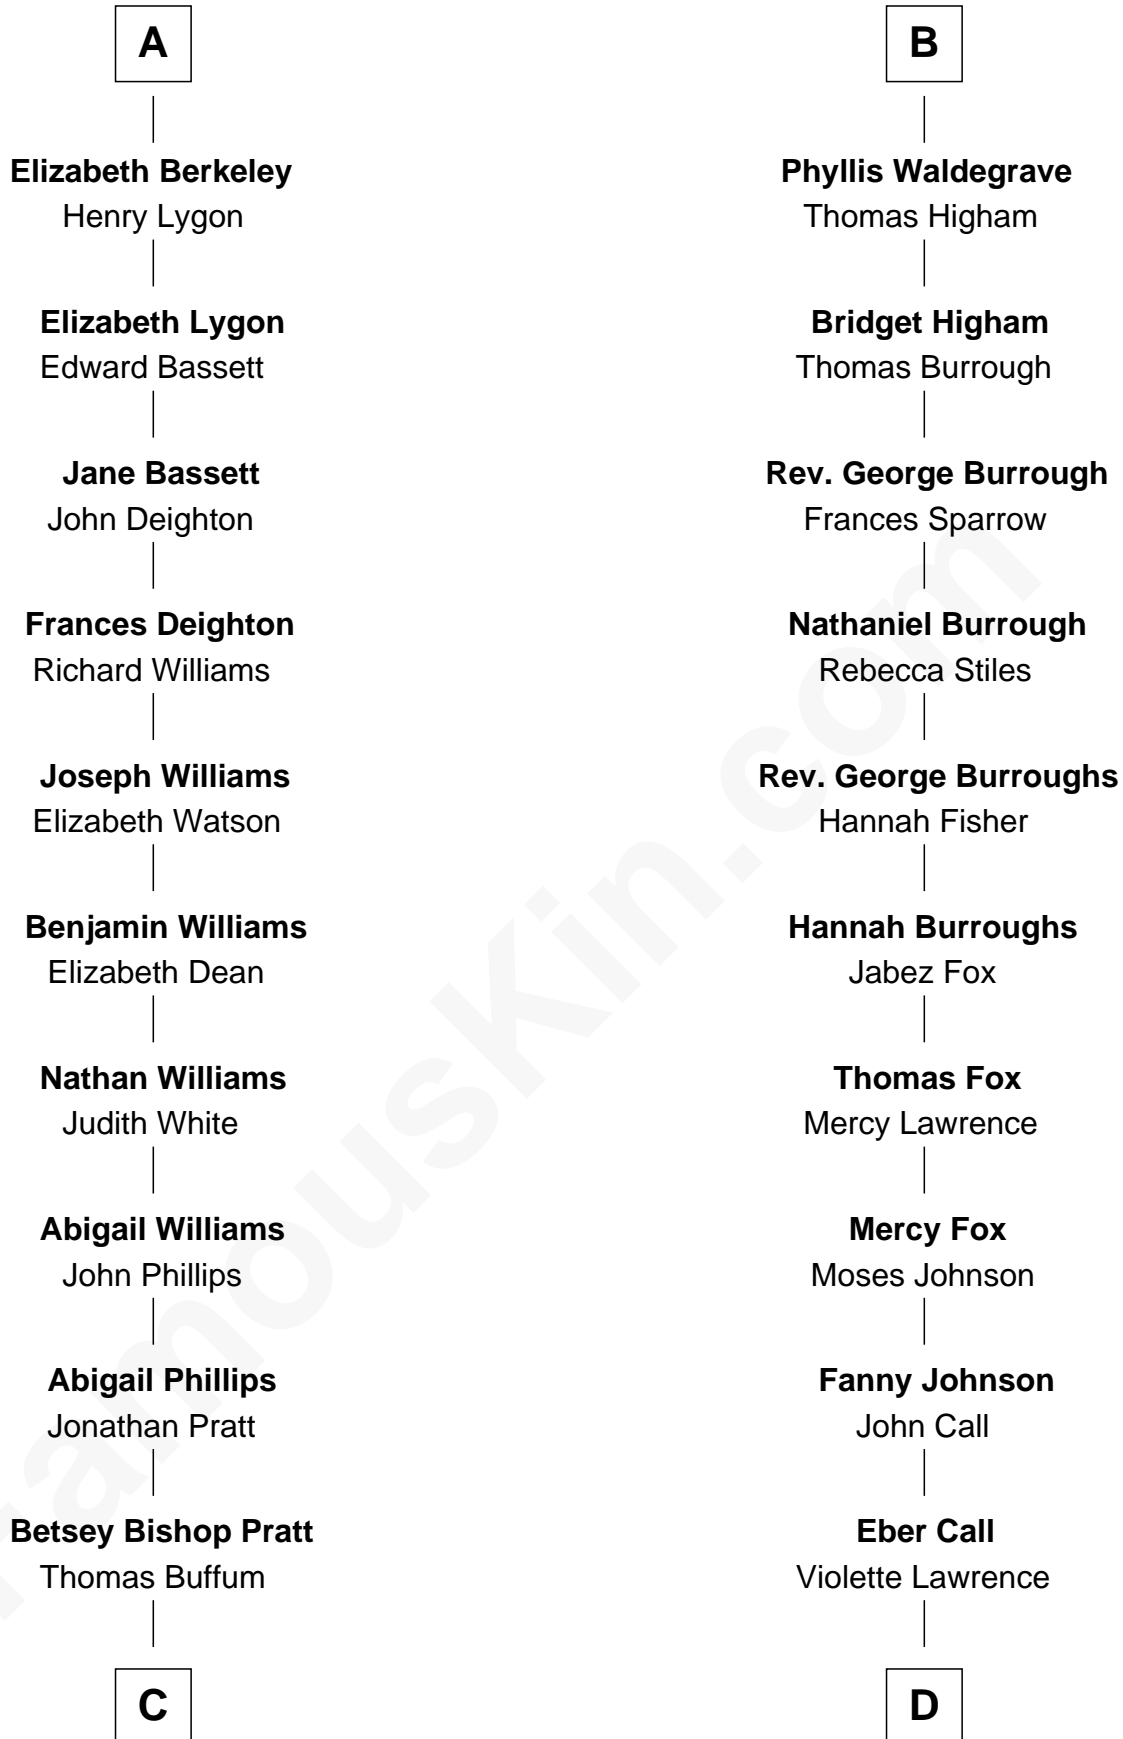 A
Elizabeth Berkeley
Henry Lygon
Elizabeth Lygon
Edward Bassett
Jane Bassett
John Deighton
Frances Deighton
Richard Williams
Joseph Williams
Elizabeth Watson
Benjamin Williams
Elizabeth Dean
Nathan Williams
Judith White
Abigail Williams
John Phillips
Abigail Phillips
Jonathan Pratt
Betsey Bishop Pratt
Thomas Buffum
C
B
Phyllis Waldegrave
Thomas Higham
Bridget Higham
Thomas Burrough
Rev. George Burrough
Frances Sparrow
Nathaniel Burrough
Rebecca Stiles
Rev. George Burroughs
Hannah Fisher
Hannah Burroughs
Jabez Fox
Thomas Fox
Mercy Lawrence
Mercy Fox
Moses Johnson
Fanny Johnson
John Call
Eber Call
Violette Lawrence
D
FamousKin.com